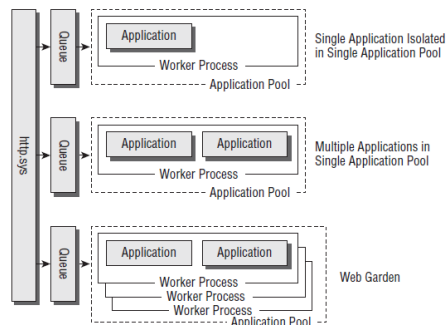 http.sys
Queue
Application
Worker Process
Application Pool
Single Application Isolated
in Single Application Pool
Queue
Application
Application
Worker Process
Application Pool
Multiple Applications in
Single Application Pool
Queue
Application
Application
Worker Process
Worker Process
Worker Process
Application Pool
Web Garden